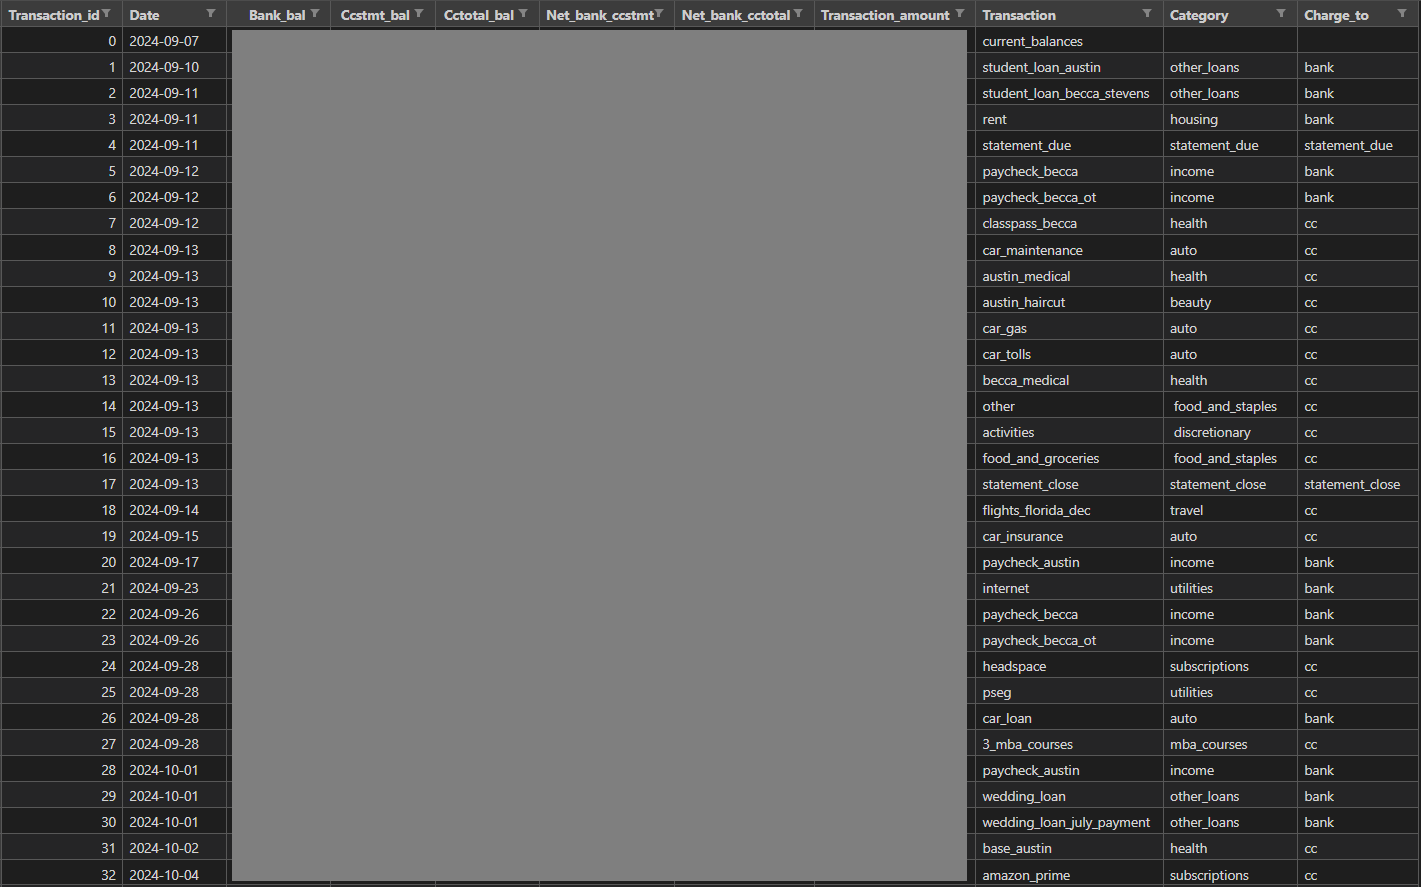 Transaction_id Date Bank_bal Ccstmt_bal Cctotal_bal Net_bank_ccstmt Net_bank_cctotal Transaction_amount Transaction Category Charge_to
0 2024-09-07 current_balances
1 2024-09-10 student_loan_austin other_loans bank
2 2024-09-11 student_loan_becca_stevens other_loans bank
3 2024-09-11 rent housing bank
4 2024-09-11 statement_due statement_due statement_due
5 2024-09-12 paycheck_becca income bank
6 2024-09-12 paycheck_becca_ot income bank
7 2024-09-12 classpass_becca health cc
8 2024-09-13 car_maintenance auto cc
9 2024-09-13 austin_medical health cc
10 2024-09-13 austin_haircut beauty cc
11 2024-09-13 car_gas auto cc
12 2024-09-13 car_tolls auto cc
13 2024-09-13 becca_medical health cc
14 2024-09-13 other food_and_staples cc
15 2024-09-13 activities discretionary cc
16 2024-09-13 food_and_groceries food_and_staples cc
17 2024-09-13 statement_close statement_close statement_close
18 2024-09-14 flights_florida_dec travel cc
19 2024-09-15 car_insurance auto cc
20 2024-09-17 paycheck_austin income bank
21 2024-09-23 internet utilities bank
22 2024-09-26 paycheck_becca income bank
23 2024-09-26 paycheck_becca_ot income bank
24 2024-09-28 headspace subscriptions cc
25 2024-09-28 pseg utilities cc
26 2024-09-28 car_loan auto bank
27 2024-09-28 3_mba_courses mba_courses cc
28 2024-10-01 paycheck_austin income bank
29 2024-10-01 wedding_loan other_loans bank
30 2024-10-01 wedding_loan_july_payment other_loans bank
31 2024-10-02 base_austin health cc
32 2024-10-04 amazon_prime subscriptions cc